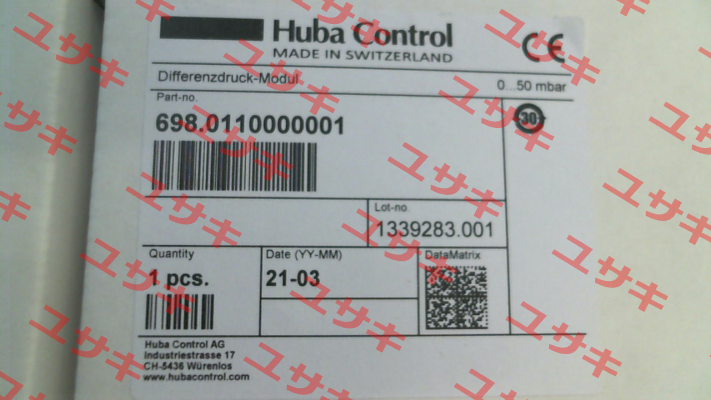 Huba Control
MADE IN SWITZERLAND
CE
Differenzdruck-Modul
0...50 mbar
Part-no.
698.0110000001
30
Lot-no.
1339283.001
Quantity
1 pcs.
Date (YY-MM)
21-03
DataMatrix
Huba Control AG
Industriestrasse 17
CH-5436 Würenlos
www.hubacontrol.com
ユサキ